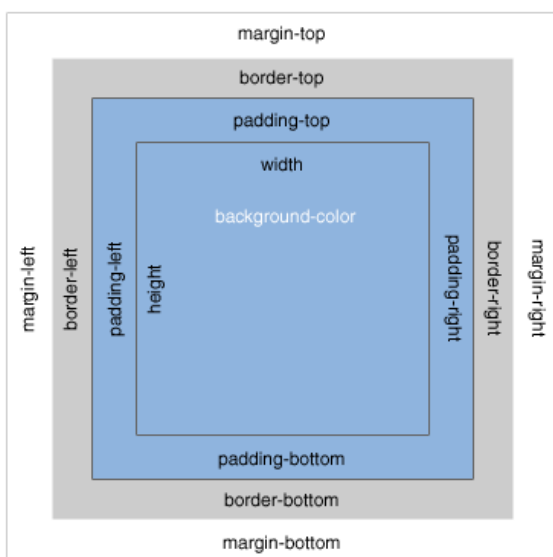 margin-top
border-top
padding-top
width
background-color
margin-left
border-left
padding-left
height
padding-right
border-right
margin-right
padding-bottom
border-bottom
margin-bottom